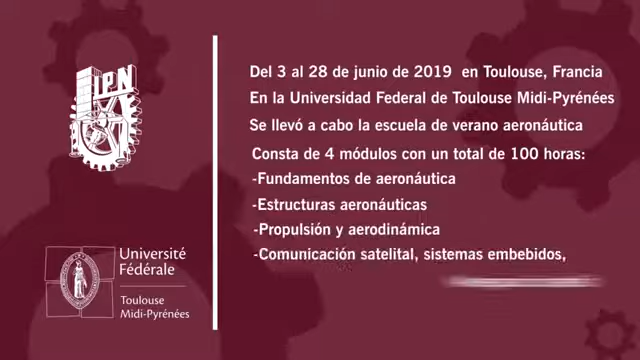 IPN
Université
Fédérale
Toulouse
Midi-Pyrénées
Del 3 al 28 de junio de 2019 en Toulouse, Francia
En la Universidad Federal de Toulouse Midi-Pyrénées
Se llevó a cabo la escuela de verano aeronáutica
Consta de 4 módulos con un total de 100 horas:
-Fundamentos de aeronáutica
-Estructuras aeronáuticas
-Propulsión y aerodinámica
-Comunicación satelital, sistemas embebidos,